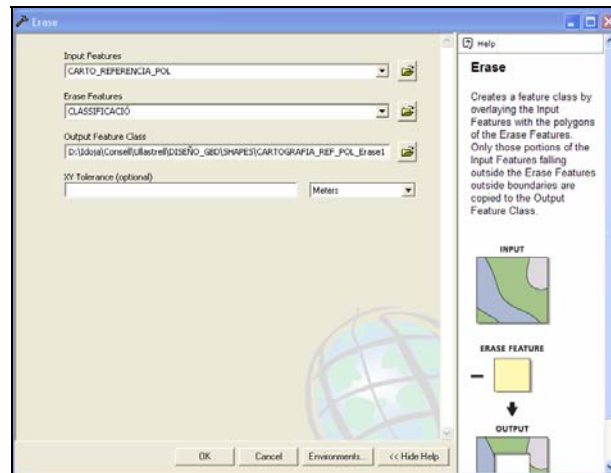 Erase
Input Features
CARTO_REFERENCIA_POL
Erase Features
CLASSIFICACIÓ
Output Feature Class
D:\Idoja\Consell\Ullastrell\DISEÑO_GBD\SHAPES\CARTOGRAFIA_REF_POL_Erase1
XY Tolerance (optional)
Meters
OK
Cancel
Environments...
<< Hide Help
Help
Erase
Creates a feature class by
overlaying the Input
Features with the polygons
of the Erase Features.
Only those portions of the
Input Features falling
outside the Erase Features
outside boundaries are
copied to the Output
Feature Class.
INPUT
ERASE FEATURE
OUTPUT